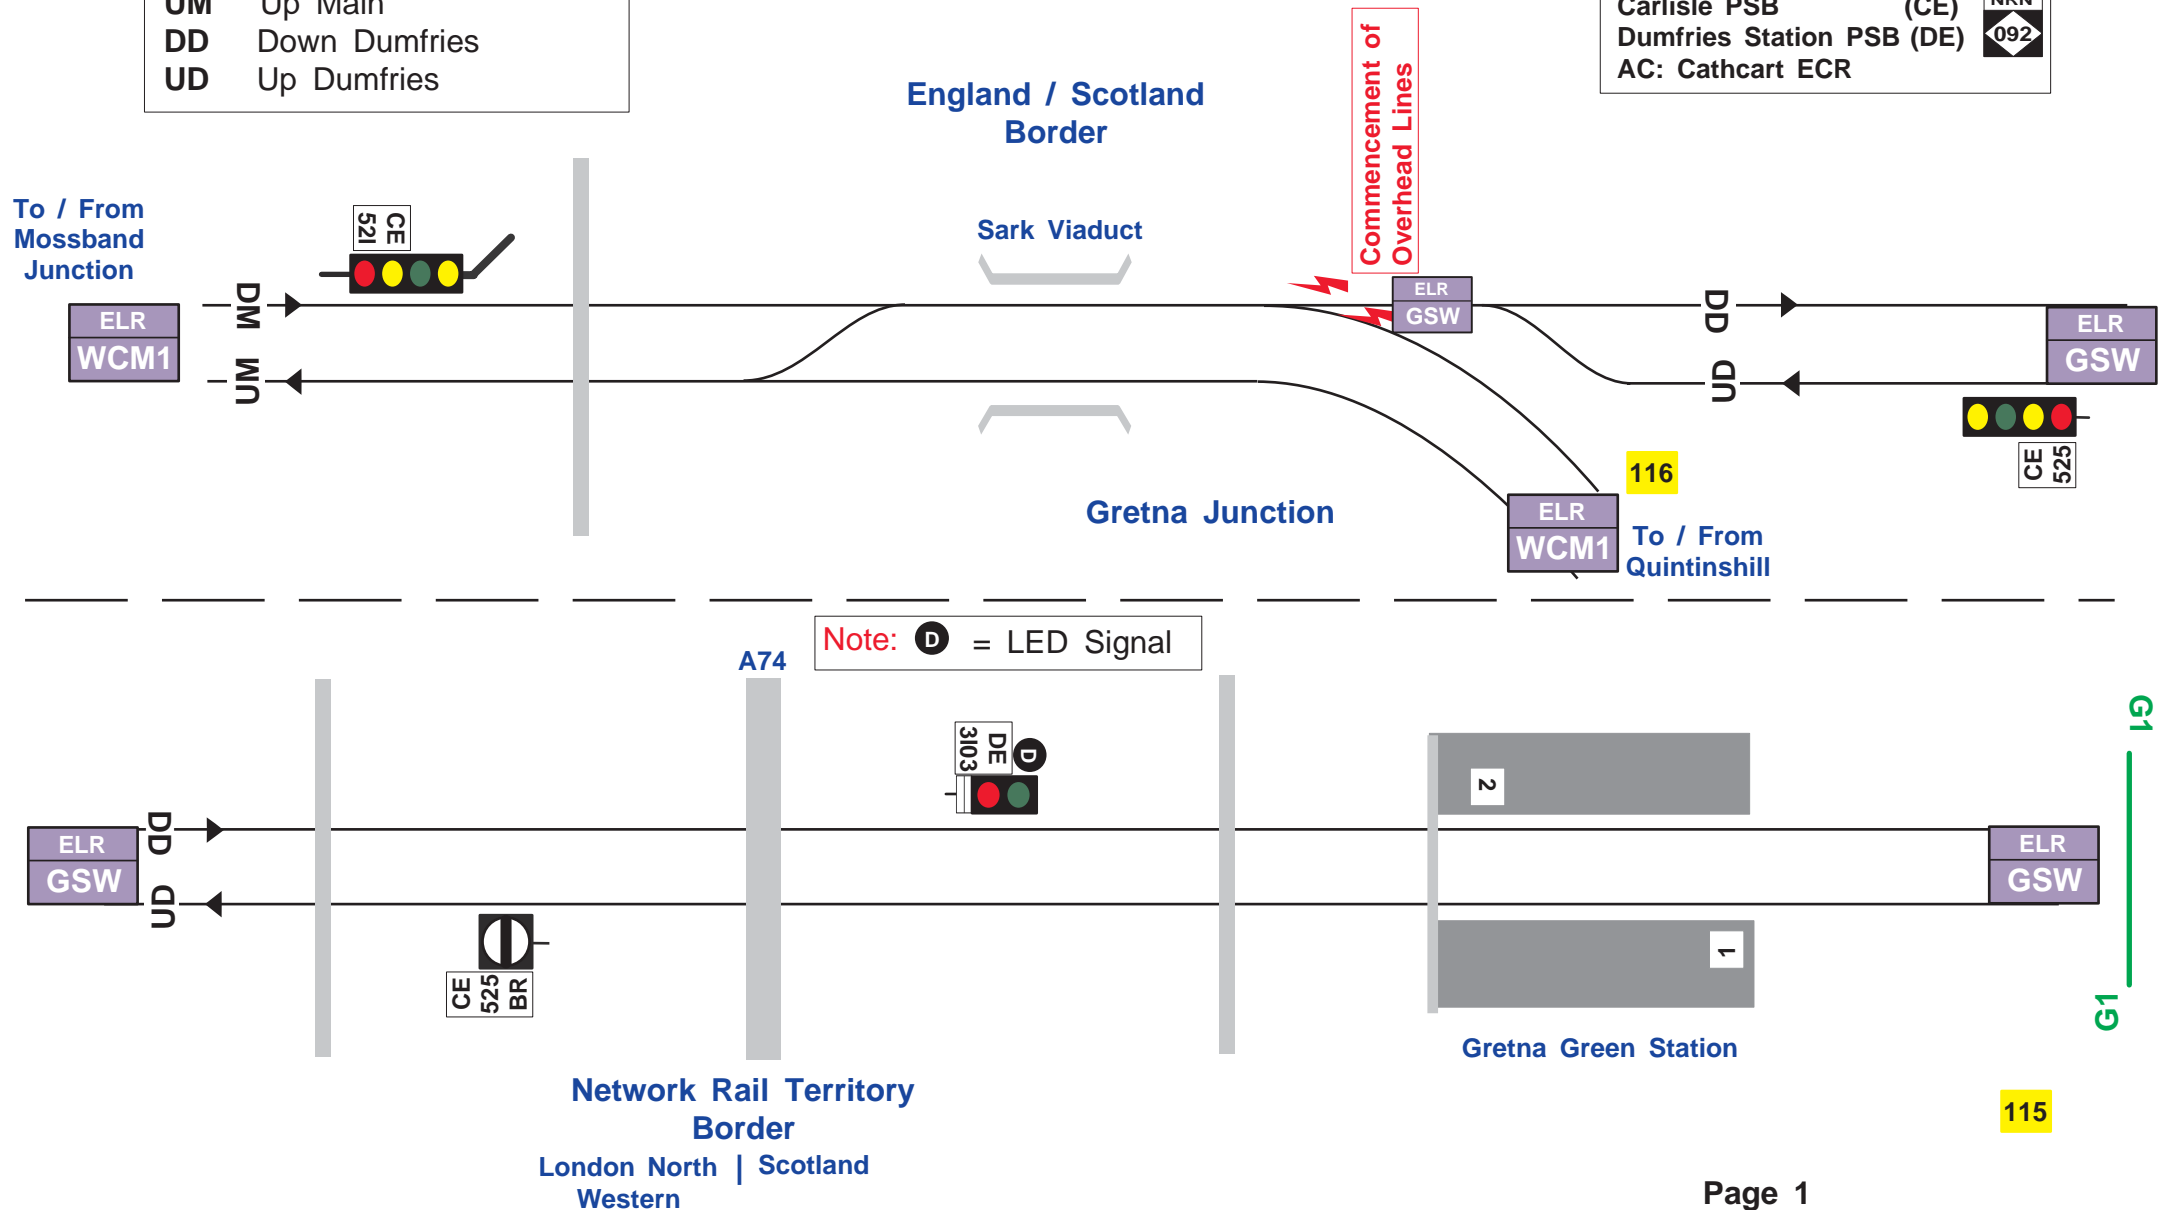 UM Up Main
DD Down Dumfries
UD Up Dumfries
Carlisle PSB (CE)
Dumfries Station PSB (DE)
AC: Cathcart ECR
NRN
092
England / Scotland
Border
Commencement of
Overhead Lines
To / From
Mossband
Junction
CE
52I
Sark Viaduct
ELR
WCM1
DM
UM
ELR
GSW
DD
UD
ELR
GSW
CE
525
116
Gretna Junction
ELR
WCM1
To / From
Quintinshill
Note: D = LED Signal
A74
DE
3I03
D
G1
2
DD
UD
ELR
GSW
ELR
GSW
1
CE
525
BR
G1
Gretna Green Station
Network Rail Territory
Border
London North | Scotland
Western
115
Page 1